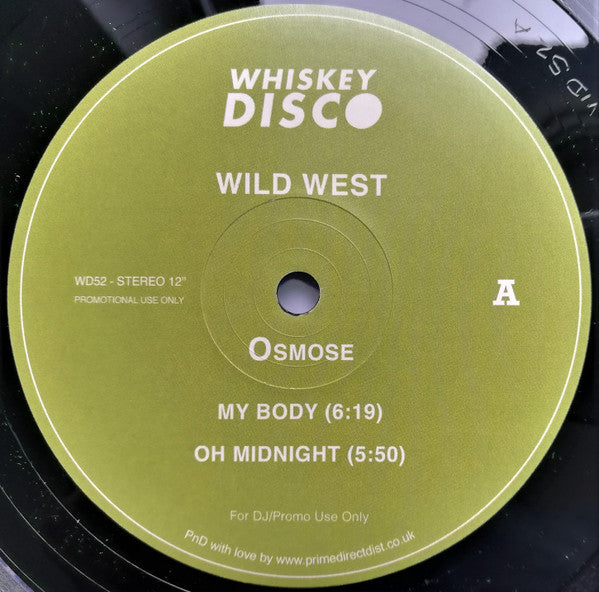 WHISKEY
DISCO
WILD WEST
WD52 - STEREO 12"
PROMOTIONAL USE ONLY
A
OSMOSE
MY BODY (6:19)
OH MIDNIGHT (5:50)
For DJ/Promo Use Only
PnD with love by www.primedirectdist.co.uk